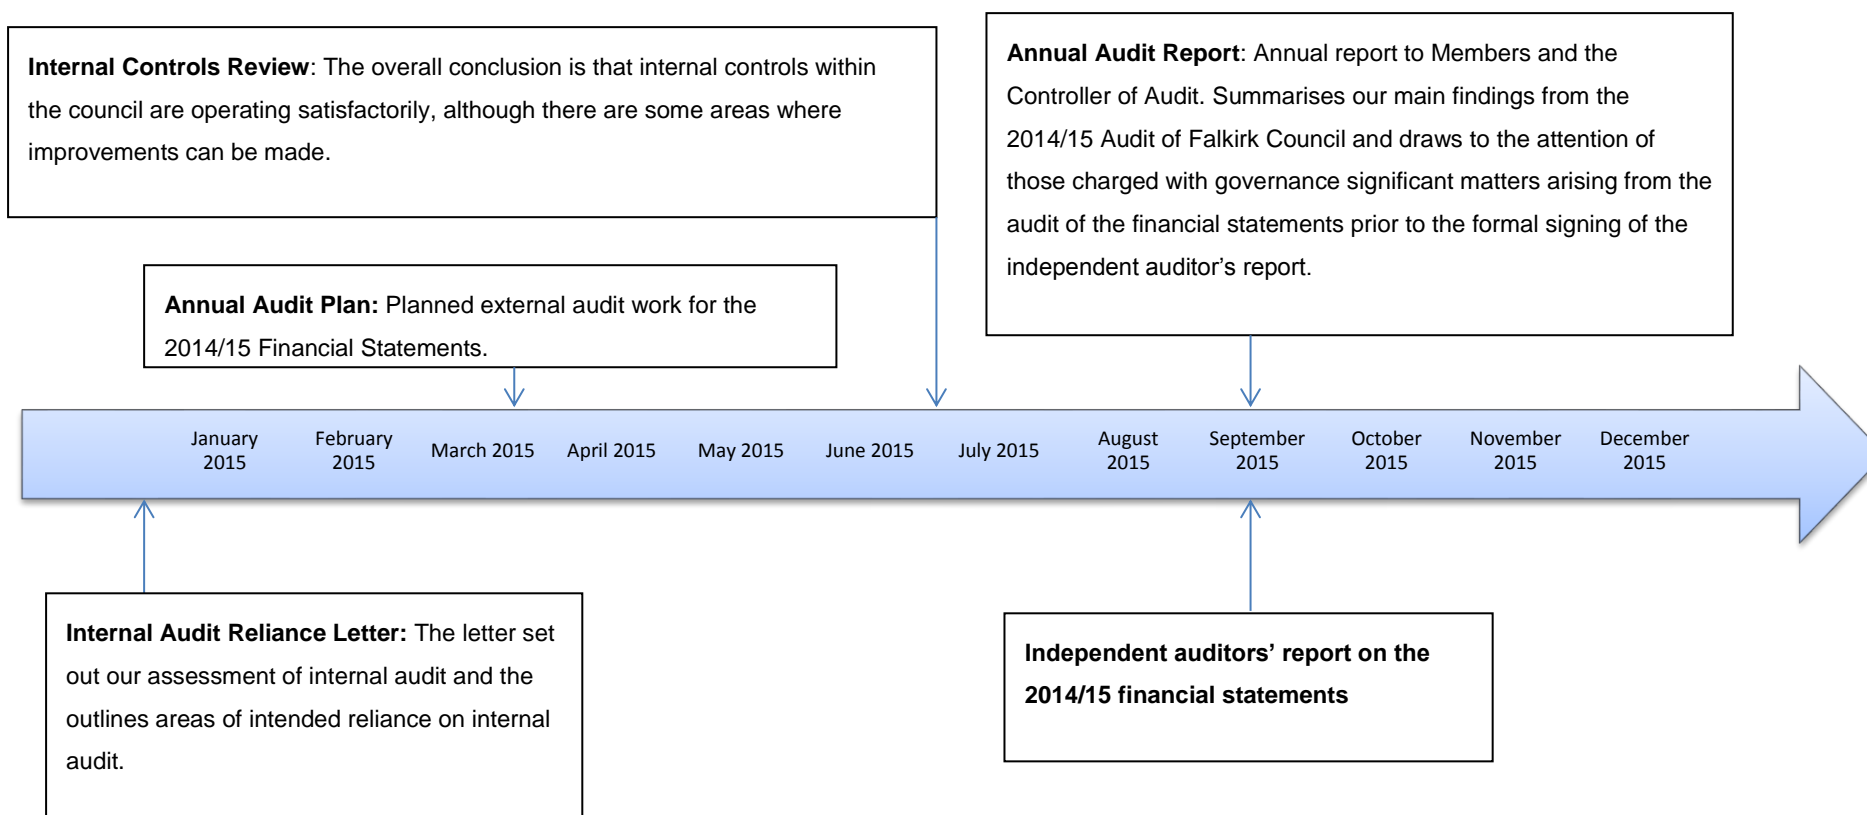 Internal Controls Review: The overall conclusion is that internal controls within
the council are operating satisfactorily, although there are some areas where
improvements can be made.
Annual Audit Report: Annual report to Members and the
Controller of Audit. Summarises our main findings from the
2014/15 Audit of Falkirk Council and draws to the attention of
those charged with governance significant matters arising from the
audit of the financial statements prior to the formal signing of the
independent auditor’s report.
Annual Audit Plan: Planned external audit work for the
2014/15 Financial Statements.
January
2015
February
2015
March 2015
April 2015
May 2015
June 2015
July 2015
August
2015
September
2015
October
2015
November
2015
December
2015
Internal Audit Reliance Letter: The letter set
out our assessment of internal audit and the
outlines areas of intended reliance on internal
audit.
Independent auditors’ report on the
2014/15 financial statements